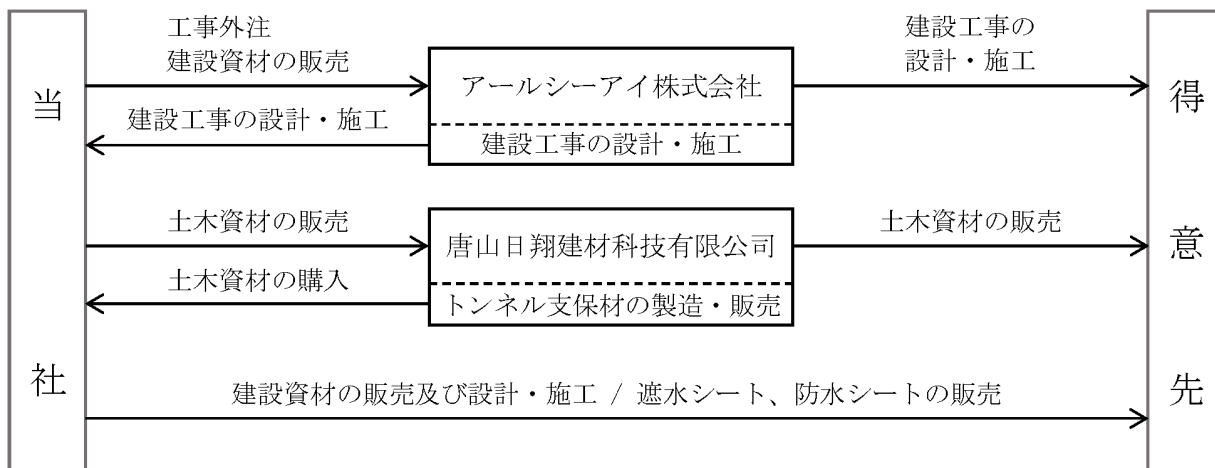 当社
工事外注
建設資材の販売
建設工事の設計・施工
アールシーアイ株式会社
建設工事の設計・施工
建設工事の
設計・施工
土木資材の販売
土木資材の購入
唐山日翔建材科技有限公司
トンネル支保材の製造・販売
土木資材の販売
建設資材の販売及び設計・施工 / 遮水シート、防水シートの販売
得意先